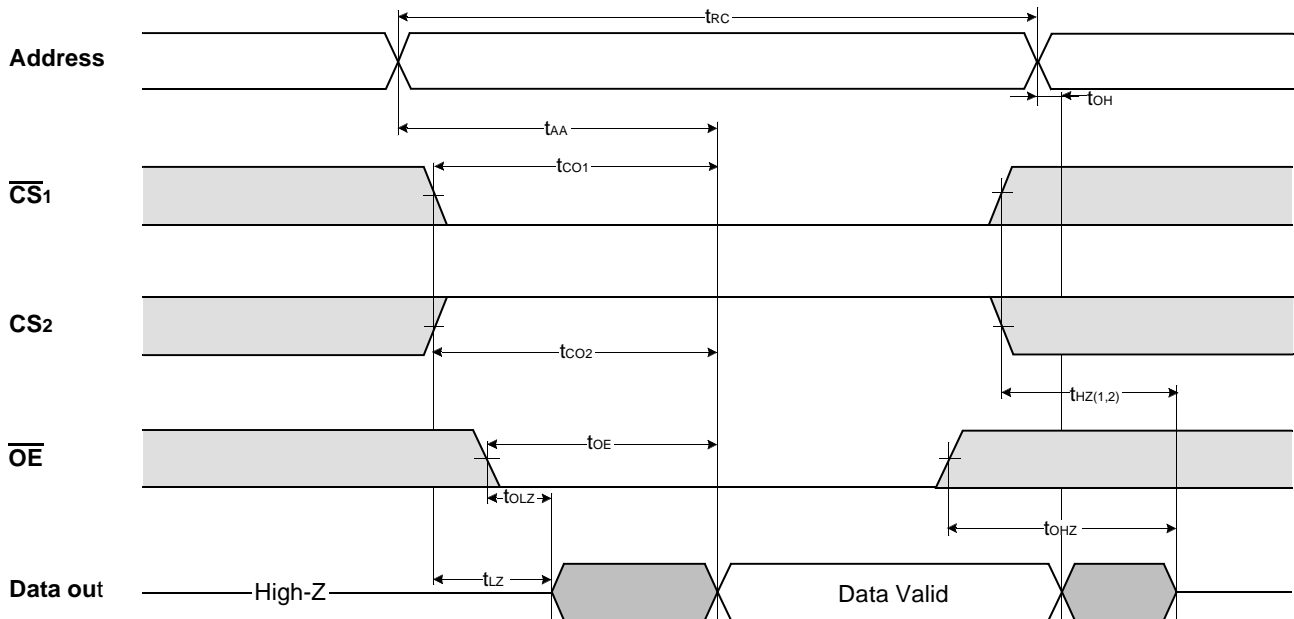 tRC
Address
tOH
tAA
tCO1
CS1
CS2
tCO2
tHZ(1,2)
OE
tOE
tOLZ
tOHZ
Data out
High-Z
tLZ
Data Valid